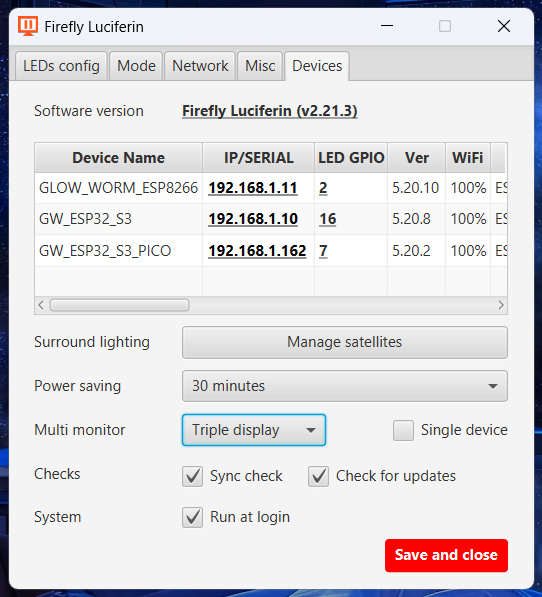 Firefly Luciferin
LEDs config Mode Network Misc Devices
Software version Firefly Luciferin (v2.21.3)
Device Name IP/SERIAL LED GPIO Ver WiFi
GLOW_WORM_ESP8266 192.168.1.11 2 5.20.10 100% ES
GW_ESP32_S3 192.168.1.10 16 5.20.8 100% ES
GW_ESP32_S3_PICO 192.168.1.162 7 5.20.2 100% ES
Surround lighting Manage satellites
Power saving 30 minutes
Multi monitor Triple display Single device
Checks Sync check Check for updates
System Run at login
Save and close